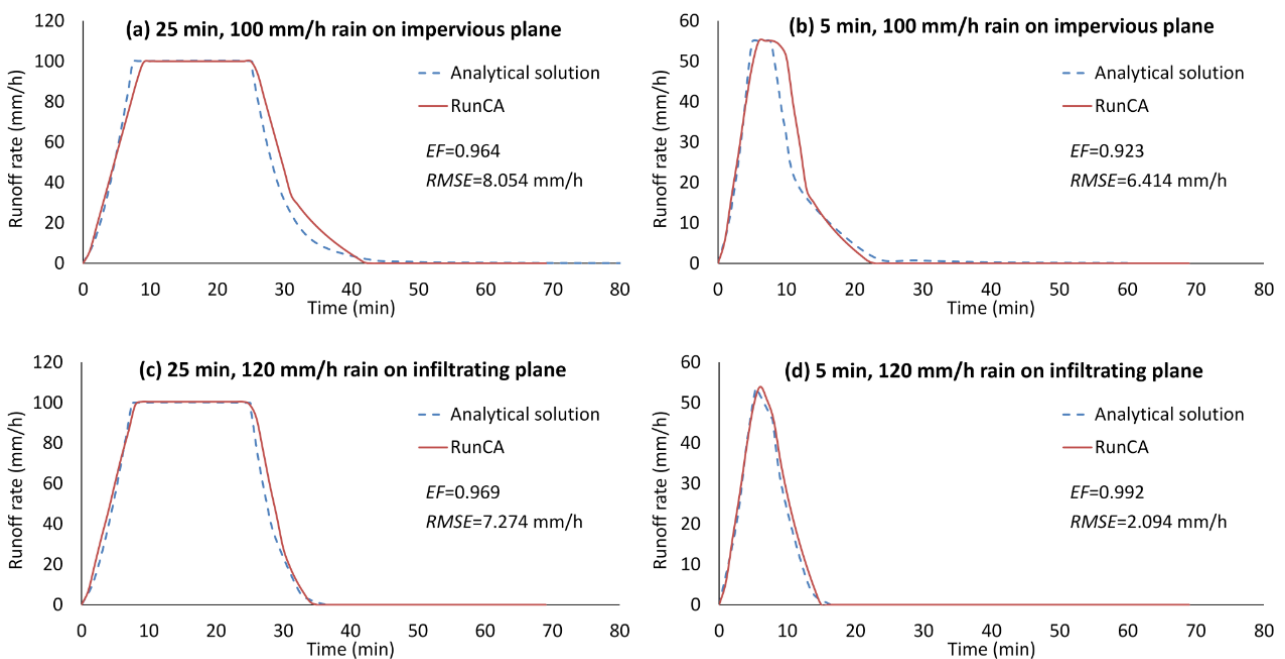 (a) 25 min, 100 mm/h rain on impervious plane
Runoff rate (mm/h)
120
100
80
60
40
20
0
Analytical solution
RunCA
EF=0.964
RMSE=8.054 mm/h
0 10 20 30 40 50 60 70 80
Time (min)
(b) 5 min, 100 mm/h rain on impervious plane
Runoff rate (mm/h)
60
50
40
30
20
10
0
Analytical solution
RunCA
EF=0.923
RMSE=6.414 mm/h
0 10 20 30 40 50 60 70 80
Time (min)
(c) 25 min, 120 mm/h rain on infiltrating plane
Runoff rate (mm/h)
120
100
80
60
40
20
0
Analytical solution
RunCA
EF=0.969
RMSE=7.274 mm/h
0 10 20 30 40 50 60 70 80
Time (min)
(d) 5 min, 120 mm/h rain on infiltrating plane
Runoff rate (mm/h)
60
50
40
30
20
10
0
Analytical solution
RunCA
EF=0.992
RMSE=2.094 mm/h
0 10 20 30 40 50 60 70 80
Time (min)